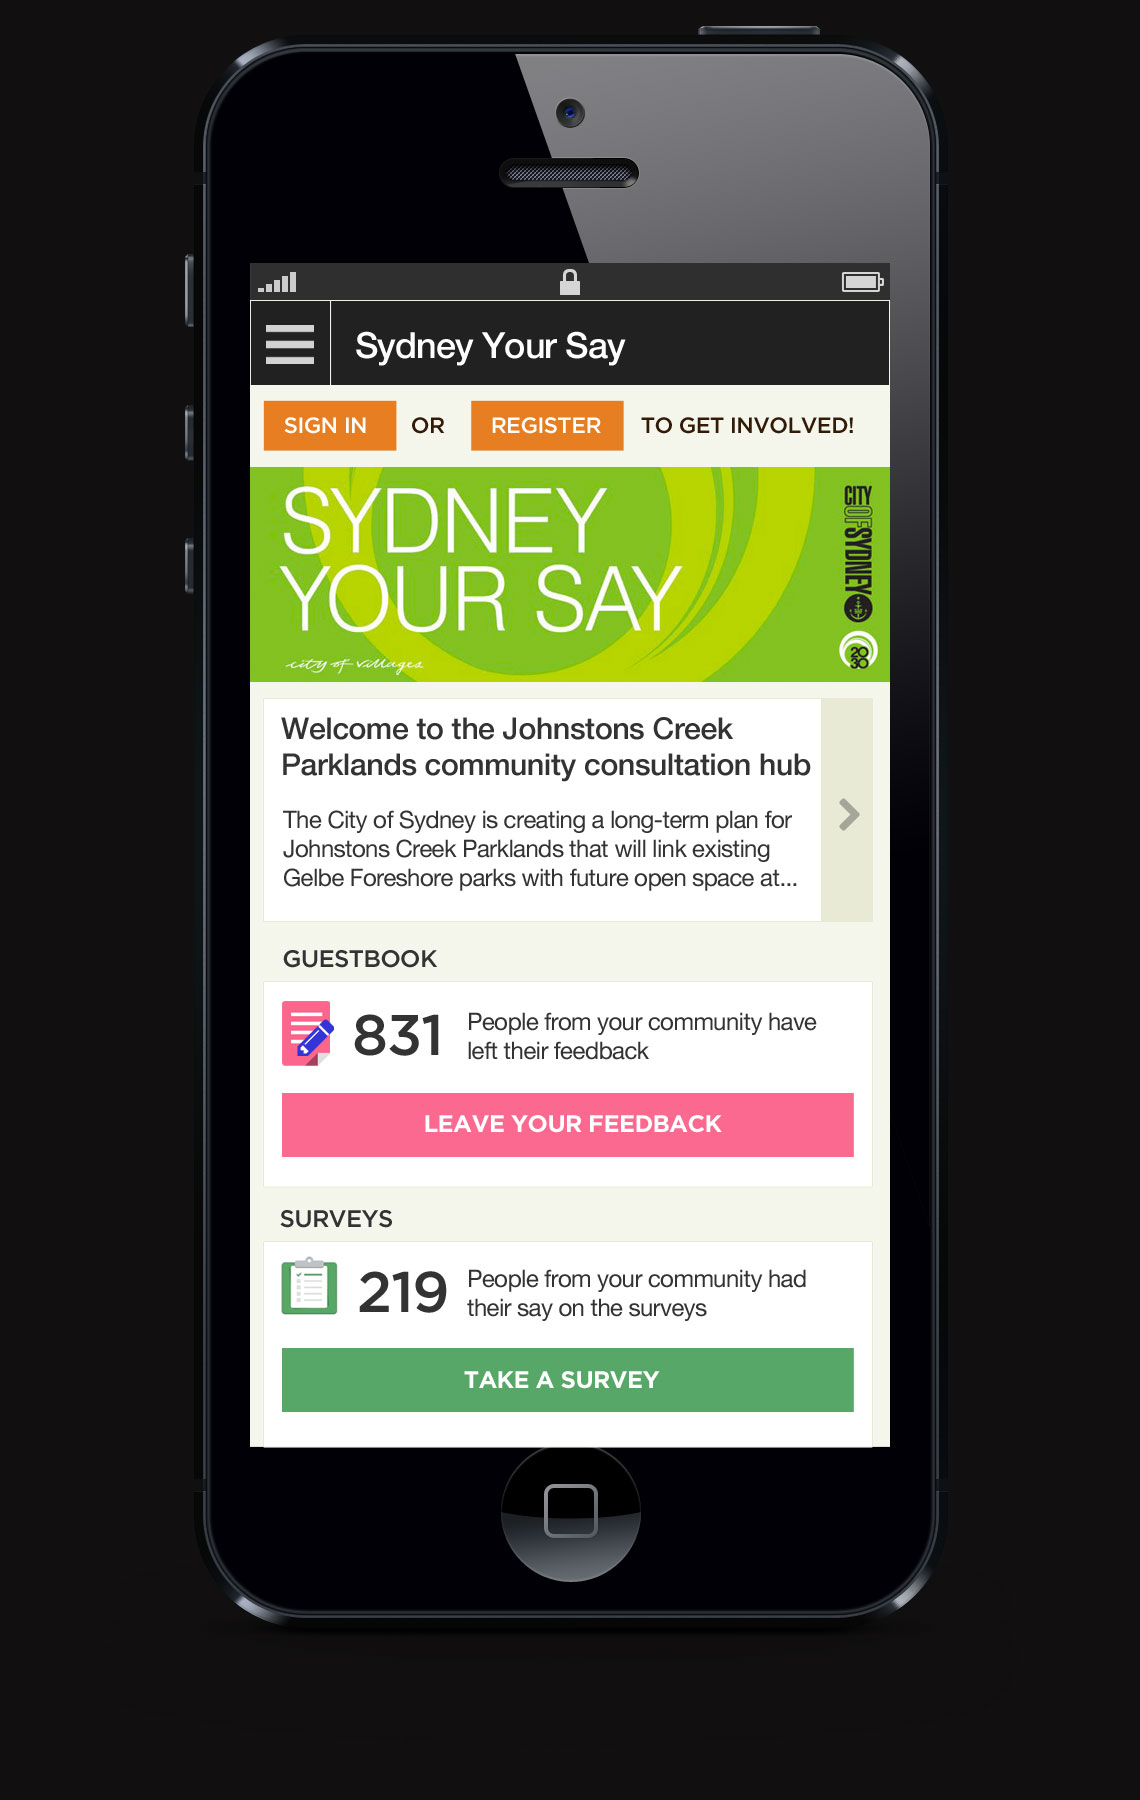 Sydney Your Say
SIGN IN OR REGISTER TO GET INVOLVED!
SYDNEY
YOUR SAY
city of villages
CITY OF SYDNEY
2030
Welcome to the Johnstons Creek
Parklands community consultation hub
The City of Sydney is creating a long-term plan for
Johnstons Creek Parklands that will link existing
Gelbe Foreshore parks with future open space at...
GUESTBOOK
831 People from your community have
left their feedback
LEAVE YOUR FEEDBACK
SURVEYS
219 People from your community had
their say on the surveys
TAKE A SURVEY